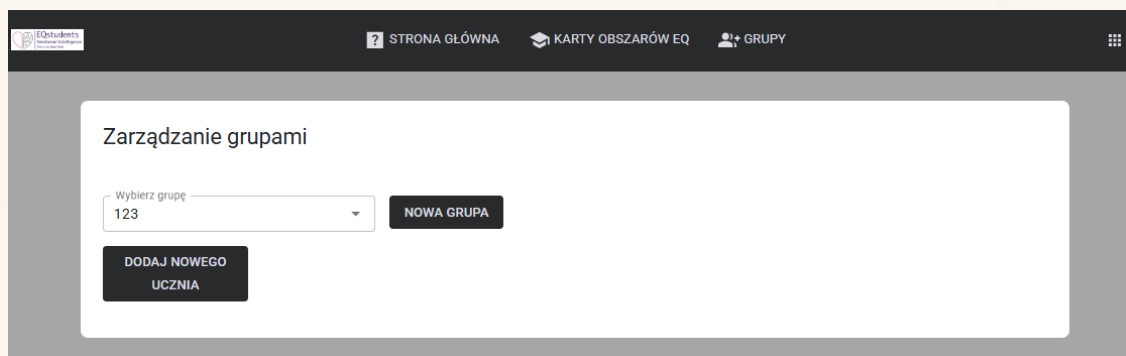 EQstudents
STRONA GŁÓWNA
KARTY OBSZARÓW EQ
GRUPY
Zarządzanie grupami
Wybierz grupę
123
NOWA GRUPA
DODAJ NOWEGO
UCZNIA